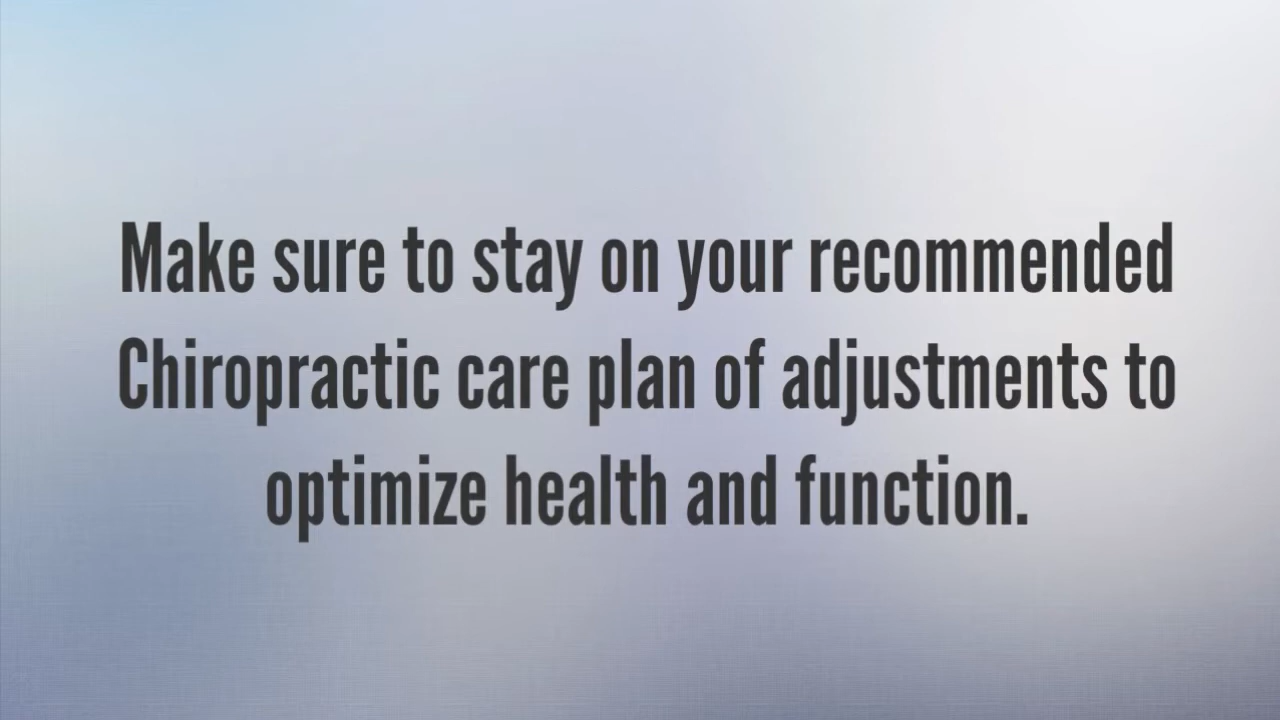 Make sure to stay on your recommended
Chiropractic care plan of adjustments to
optimize health and function.